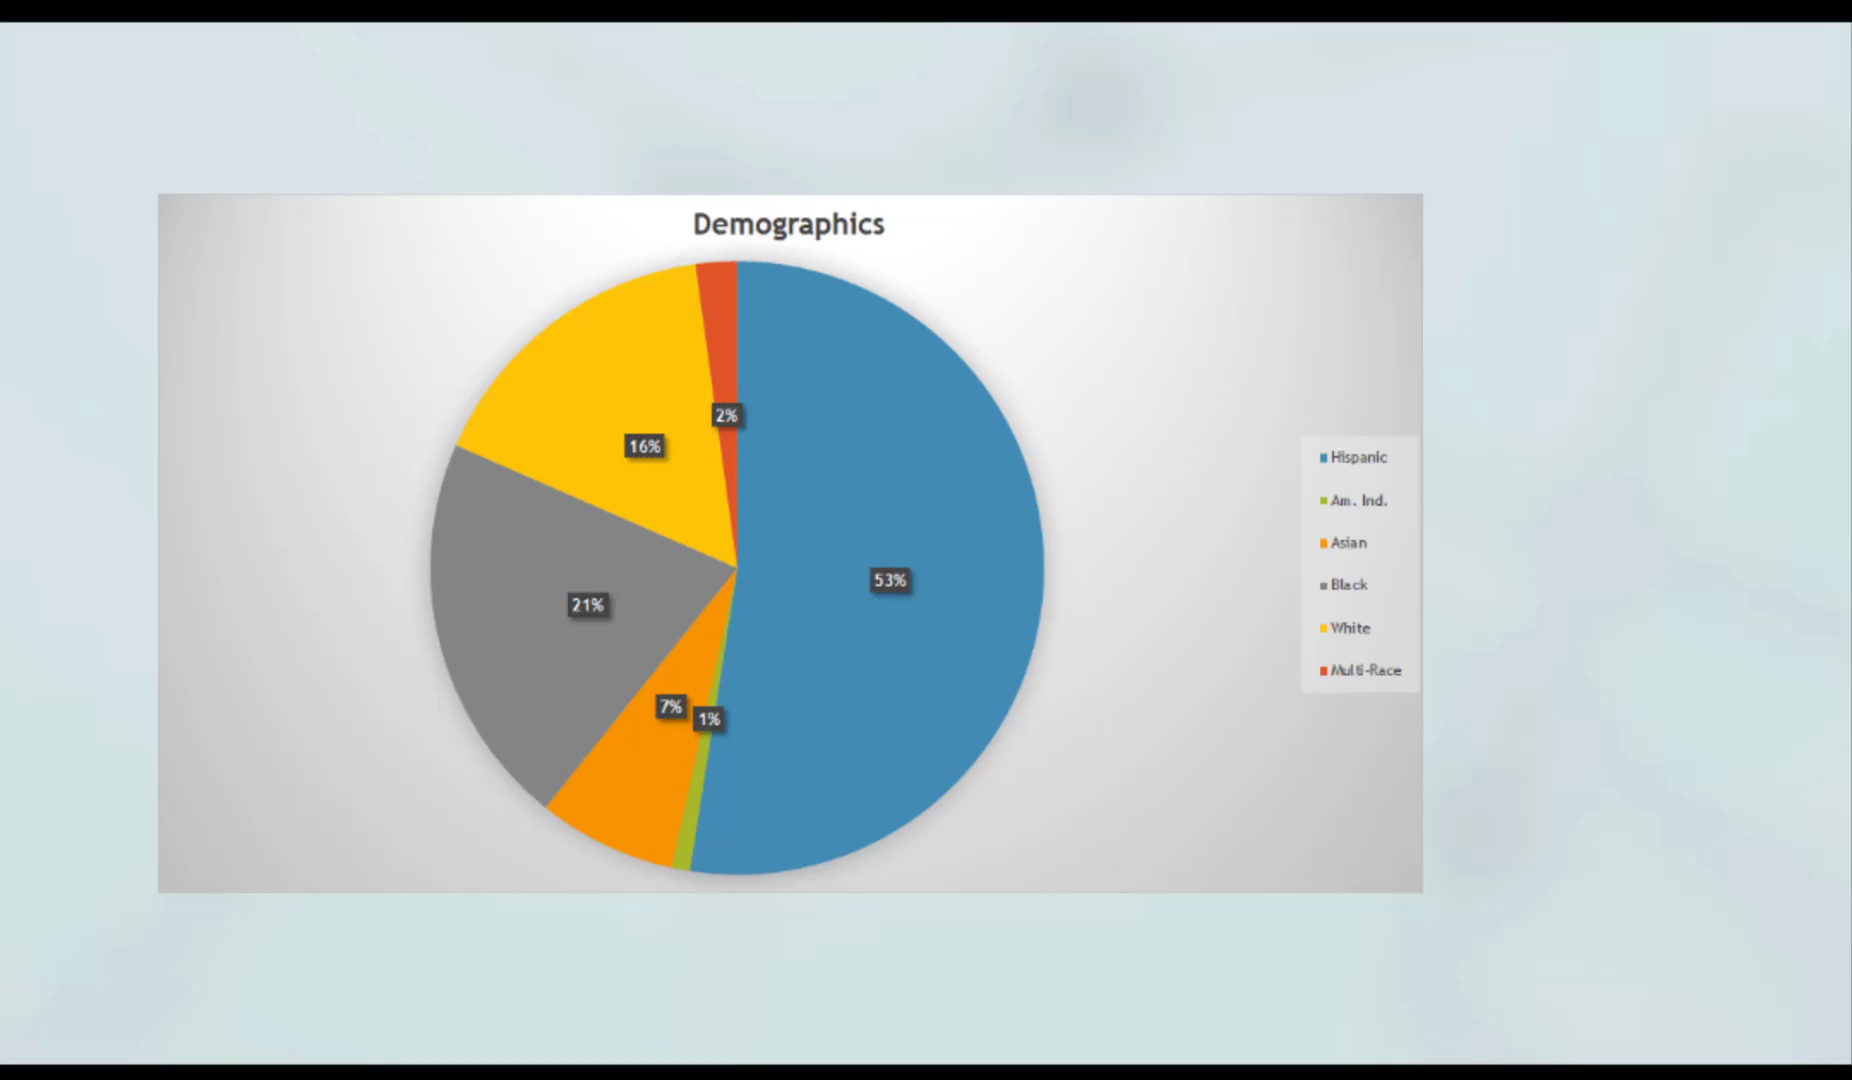 Demographics
2%
16%
53%
21%
7%
1%
Hispanic
Am. Ind.
Asian
Black
White
Multi-Race